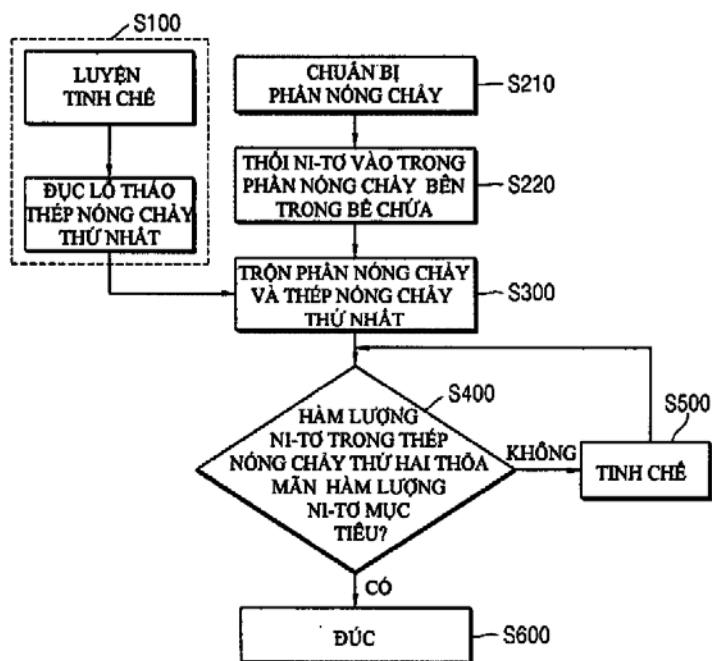 S100
LUYỆN
TINH CHẾ
ĐỤC LỖ THÁO
THÉP NÓNG CHẢY
THỨ NHẤT
CHUẨN BỊ
PHẦN NÓNG CHẢY
S210
THỔI NI-TƠ VÀO TRONG
PHẦN NÓNG CHẢY BÊN
TRONG BỂ CHỨA
S220
TRỘN PHẦN NÓNG CHẢY
VÀ THÉP NÓNG CHẢY
THỨ NHẤT
S300
S400
HÀM LƯỢNG
NI-TƠ TRONG THÉP
NÓNG CHẢY THỨ HAI THỎA
MÃN HÀM LƯỢNG
NI-TƠ MỤC
TIÊU?
KHÔNG
S500
TINH CHẾ
CÓ
ĐÚC
S600